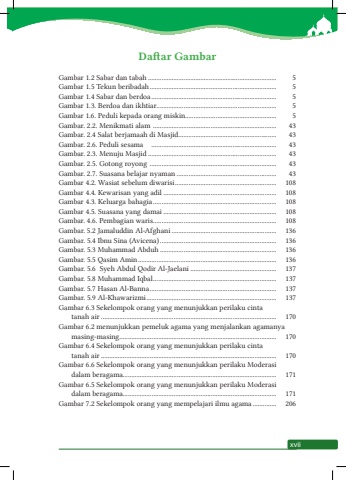 Daftar Gambar
Gambar 1.2 Sabar dan tabah ........ 5
Gambar 1.5 Tekun beribadah ........ 5
Gambar 1.4 Sabar dan berdoa ........ 5
Gambar 1.3. Berdoa dan ikhtiar ........ 5
Gambar 1.6. Peduli kepada orang miskin ........ 5
Gambar. 2.2. Menikmati alam ........ 43
Gambar. 2.4 Salat berjamaah di Masjid ........ 43
Gambar. 2.6. Peduli sesama ........ 43
Gambar. 2.3. Menuju Masjid ........ 43
Gambar. 2.5. Gotong royong ........ 43
Gambar. 2.7. Suasana belajar nyaman ........ 43
Gambar 4.2. Wasiat sebelum diwarisi ........ 108
Gambar 4.4. Kewarisan yang adil ........ 108
Gambar 4.3. Keluarga bahagia ........ 108
Gambar 4.5. Suasana yang damai ........ 108
Gambar. 4.6. Pembagian waris ........ 108
Gambar. 5.2 Jamaluddin Al-Afghani ........ 136
Gambar. 5.4 Ibnu Sina (Avicena) ........ 136
Gambar. 5.3 Muhammad Abduh ........ 136
Gambar. 5.5 Qasim Amin ........ 136
Gambar. 5.6 Syeh Abdul Qodir Al-Jaelani ........ 137
Gambar. 5.8 Muhammad Iqbal ........ 137
Gambar. 5.7 Hasan Al-Banna ........ 137
Gambar. 5.9 Al-Khawarizmi ........ 137
Gambar 6.3 Sekelompok orang yang menunjukkan perilaku cinta
tanah air ........ 170
Gambar 6.2 menunjukkan pemeluk agama yang menjalankan agamanya
masing-masing ........ 170
Gambar 6.4 Sekelompok orang yang menunjukkan perilaku cinta
tanah air ........ 170
Gambar 6.6 Sekelompok orang yang menunjukkan perilaku Moderasi
dalam beragama ........ 171
Gambar 6.5 Sekelompok orang yang menunjukkan perilaku Moderasi
dalam beragama ........ 171
Gambar 7.2 Sekelompok orang yang mempelajari ilmu agama ........ 206
xvii